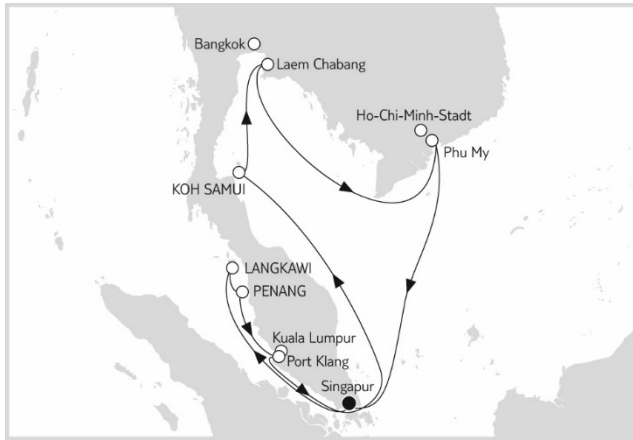 Bangkok
Laem Chabang
Ho-Chi-Minh-Stadt
Phu My
KOH SAMUI
LANGKAWI
PENANG
Kuala Lumpur
Port Klang
Singapur